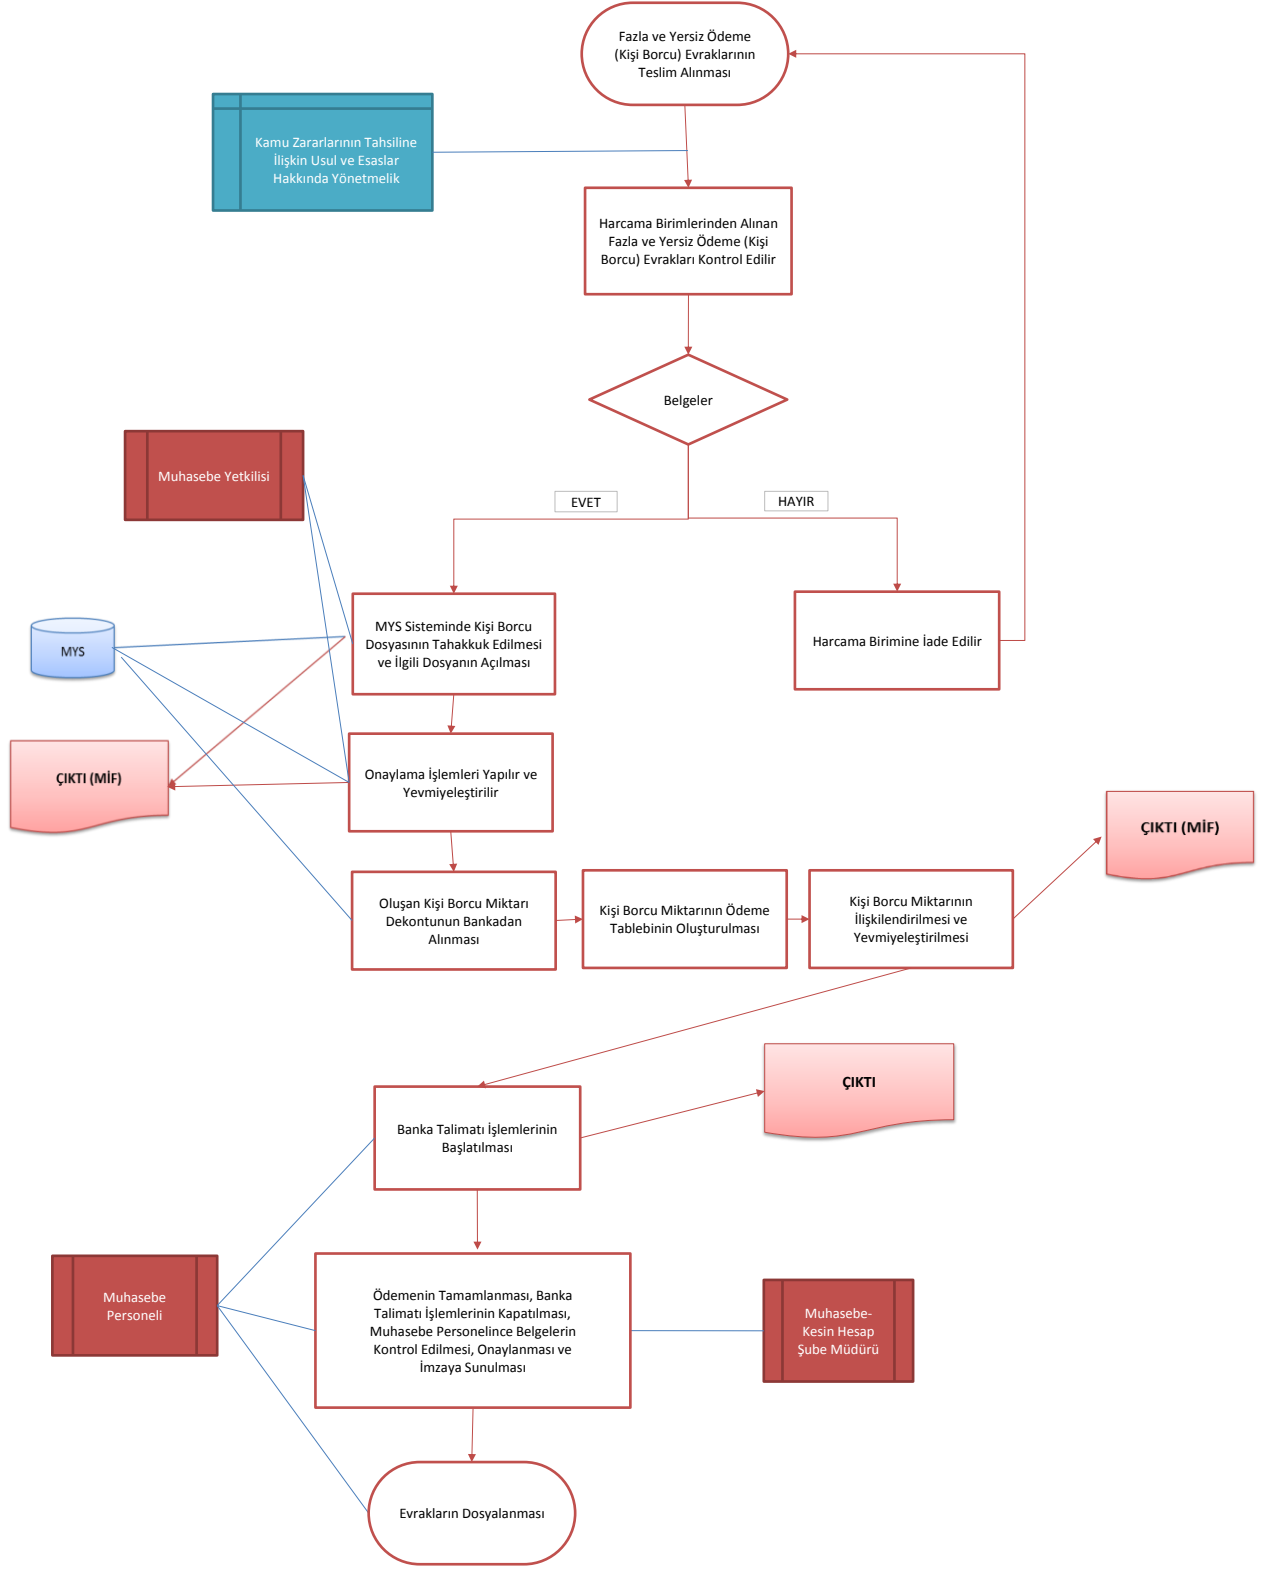 Fazla ve Yersiz Ödeme
(Kişi Borcu) Evraklarının
Teslim Alınması
Kamu Zararlarının Tahsiline
İlişkin Usul ve Esaslar
Hakkında Yönetmelik
Harcama Birimlerinden Alınan
Fazla ve Yersiz Ödeme (Kişi
Borcu) Evrakları Kontrol Edilir
Belgeler
Muhasebe Yetkilisi
EVET
HAYIR
MYS Sisteminde Kişi Borcu
Dosyasının Tahakkuk Edilmesi
ve İlgili Dosyanın Açılması
Harcama Birimine İade Edilir
MYS
ÇIKTI (MİF)
Onaylama İşlemleri Yapılır ve
Yevmiyeleştirilir
ÇIKTI (MİF)
Oluşan Kişi Borcu Miktarı
Dekontunun Bankadan
Alınması
Kişi Borcu Miktarının Ödeme
Tablebinin Oluşturulması
Kişi Borcu Miktarının
İlişkilendirilmesi ve
Yevmiyeleştirilmesi
ÇIKTI
Banka Talimatı İşlemlerinin
Başlatılması
Muhasebe
Personeli
Ödemenin Tamamlanması, Banka
Talimatı İşlemlerinin Kapatılması,
Muhasebe Personelince Belgelerin
Kontrol Edilmesi, Onaylanması ve
İmzaya Sunulması
Muhasebe-
Kesin Hesap
Şube Müdürü
Evrakların Dosyalanması